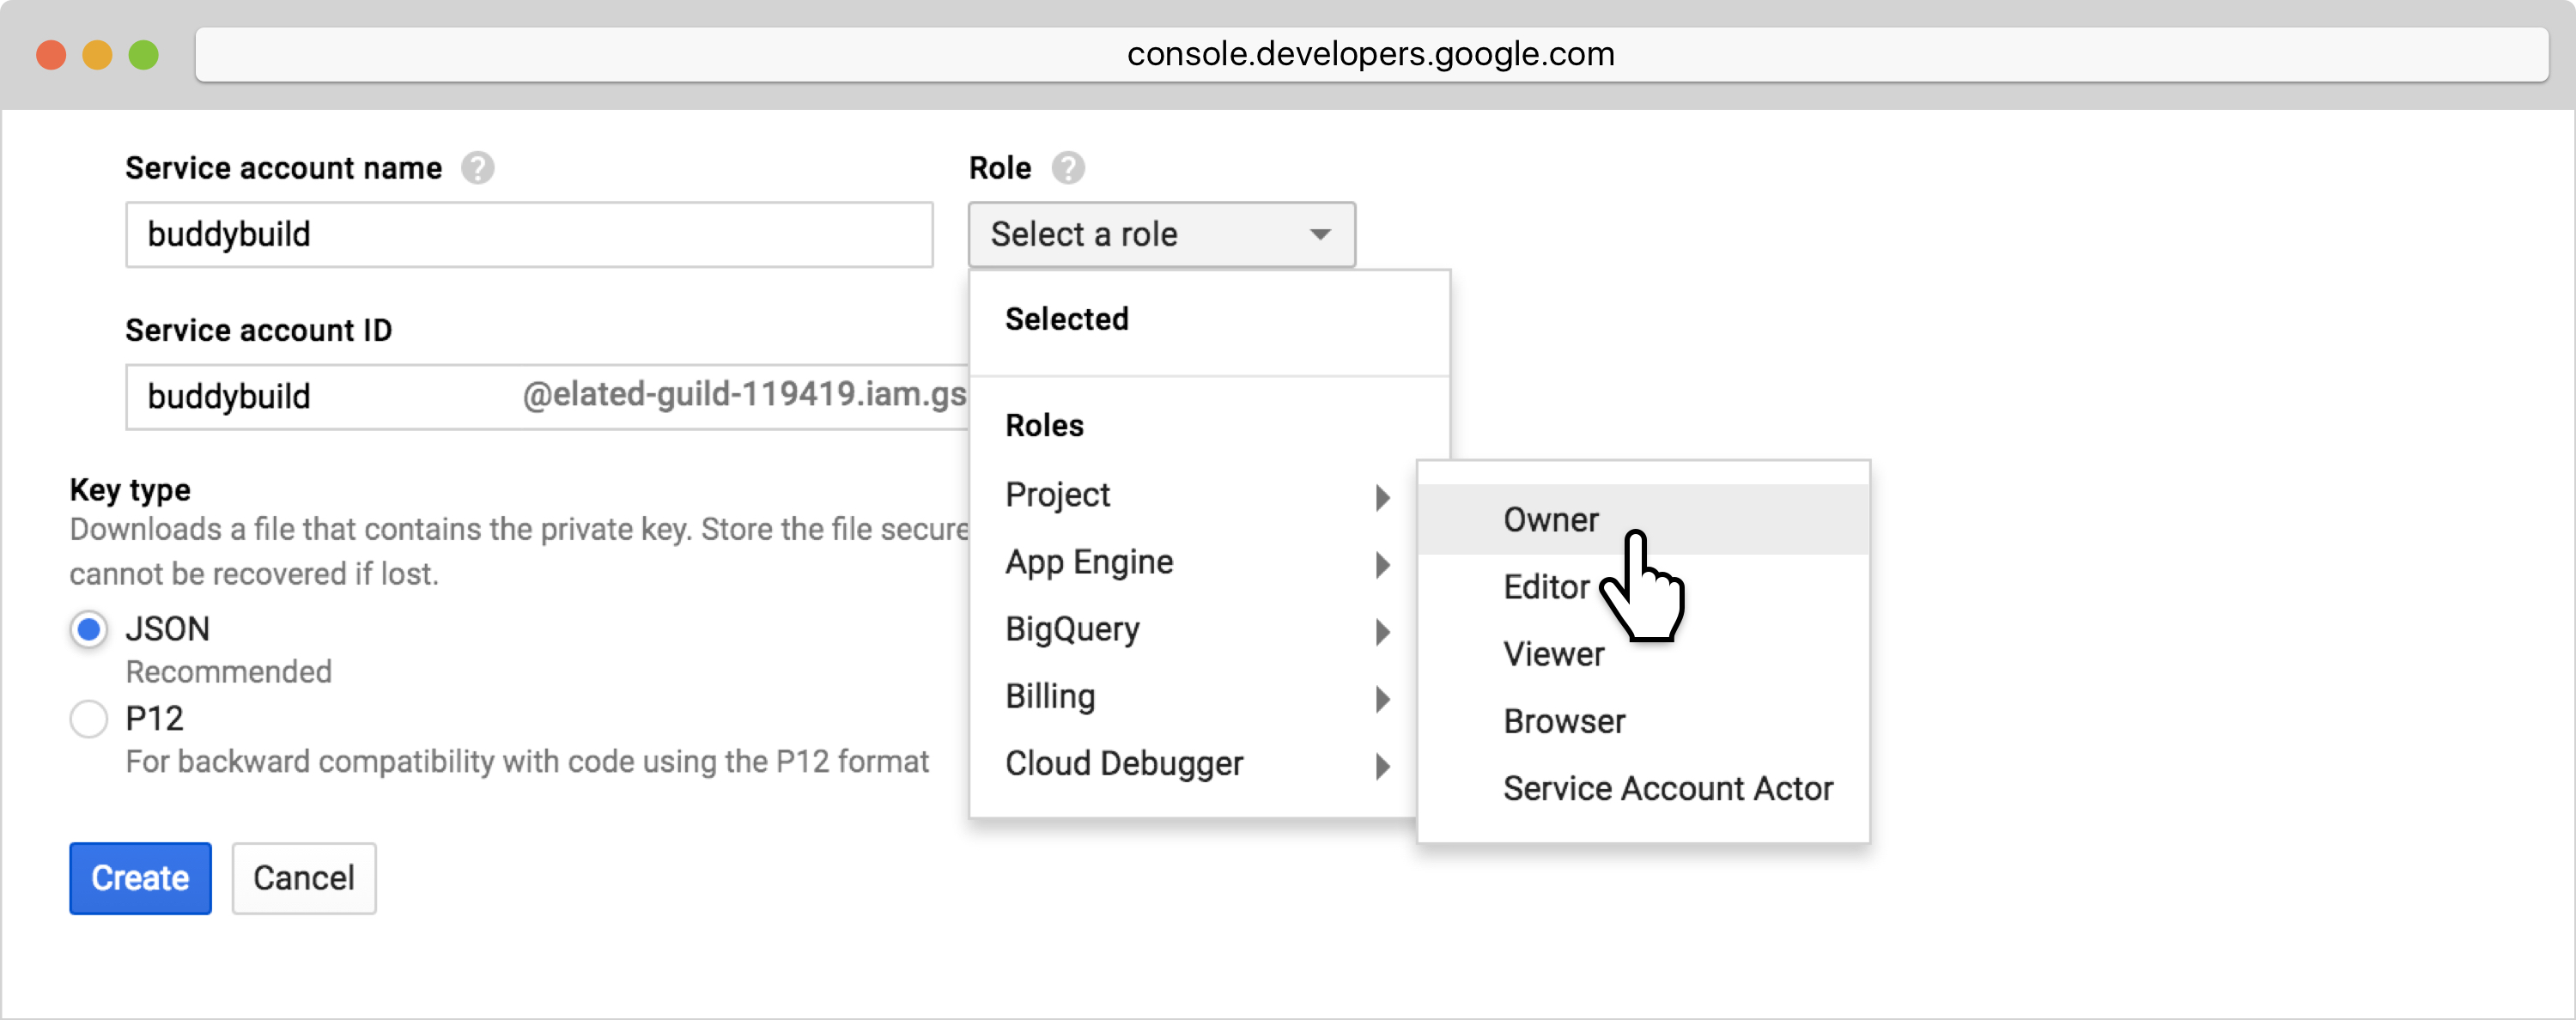 console.developers.google.com
Service account name ?
Role ?
buddybuild
Select a role
Selected
Service account ID
buddybuild @elated-guild-119419.iam.gs
Roles
Key type
Downloads a file that contains the private key. Store the file secure
cannot be recovered if lost.
JSON
Recommended
P12
For backward compatibility with code using the P12 format
Create
Cancel
Project
App Engine
BigQuery
Billing
Cloud Debugger
Owner
Editor
Viewer
Browser
Service Account Actor